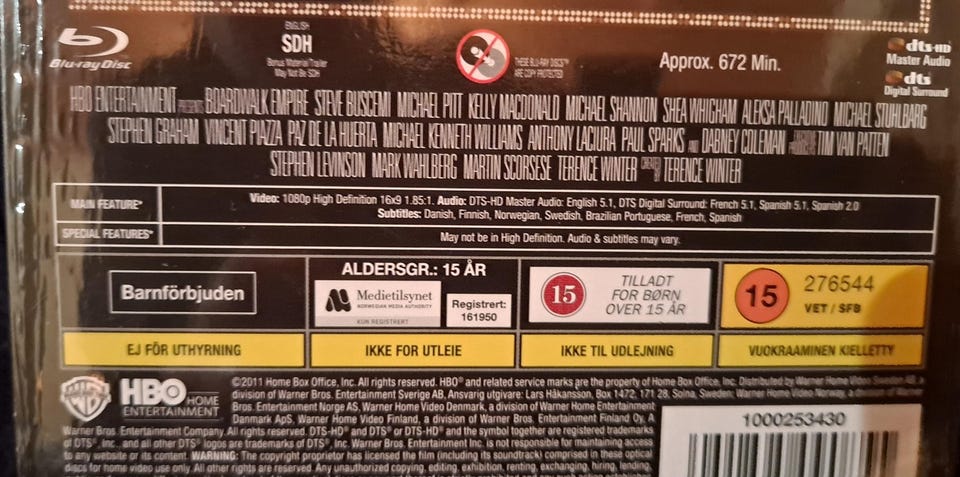 Blu-ray Disc
ENGLISH
SDH
Bonus Material/Trailer
May Not Be SDH
THESE BLU-RAY DISCS™
ARE COPY PROTECTED
Approx. 672 Min.
dts-HD
Master Audio
dts
Digital Surround
HBO ENTERTAINMENT PRESENTS BOARDWALK EMPIRE STEVE BUSCEMI MICHAEL PITT KELLY MACDONALD MICHAEL SHANNON SHEA WHIGHAM ALEKSA PALLADINO MICHAEL STUHLBARG
STEPHEN GRAHAM VINCENT PIAZZA PAZ DE LA HUERTA MICHAEL KENNETH WILLIAMS ANTHONY LACIURA PAUL SPARKS AND DABNEY COLEMAN TIM VAN PATTEN
STEPHEN LEVINSON MARK WAHLBERG MARTIN SCORSESE TERENCE WINTER CREATED BY TERENCE WINTER
MAIN FEATURE*
Video: 1080p High Definition 16x9 1.85:1. Audio: DTS-HD Master Audio: English 5.1, DTS Digital Surround: French 5.1, Spanish 5.1, Spanish 2.0
Subtitles: Danish, Finnish, Norwegian, Swedish, Brazilian Portuguese, French, Spanish
SPECIAL FEATURES*
May not be in High Definition. Audio & subtitles may vary.
Barnförbjuden
ALDERSGR.: 15 ÅR
Medietilsynet
NORWEGIAN MEDIA AUTHORITY
KUN REGISTRERT
Registrert:
161950
15
TILLADT
FOR BØRN
OVER 15 ÅR
15
276544
VET / SFB
EJ FÖR UTHYRNING
IKKE FOR UTLEIE
IKKE TIL UDLEJNING
VUOKRAAMINEN KIELLETTY
WB
HBO HOME
ENTERTAINMENT
©2011 Home Box Office, Inc. All rights reserved. HBO® and related service marks are the property of Home Box Office, Inc. Distributed by Warner Home Video
division of Warner Bros. Entertainment Sverige AB, Ansvarig utgivare: Lars Håkansson, Box 1472, 171 28, Solna, Sweden; Warner Home Video Norway, a division of
Bros. Entertainment Norge AS, Warner Home Video Denmark, a division of Warner Home Entertainment
Danmark ApS, Warner Home Video Finland, a division of Warner Bros. Entertainment Finland Oy, A
Warner Bros. Entertainment Company. All rights reserved. DTS-HD® and DTS® or DTS-HD® and the symbol together are registered trademarks
of DTS®, Inc., and all other DTS® logos are trademarks of DTS®, Inc. Warner Bros. Entertainment Inc. is not responsible for maintaining access
to any website or its content. WARNING: The copyright proprietor has licensed the film (including its soundtrack) comprised in these optical
discs for home video use only. All other rights are reserved. Any unauthorized copying, editing, exhibition, renting, exchanging, hiring, lending,
1000253430